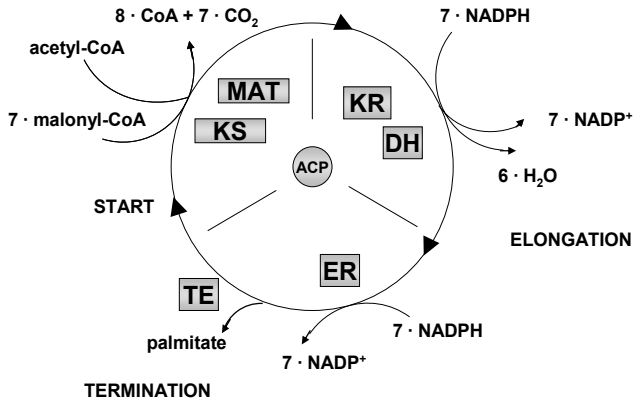 8 · CoA + 7 · CO₂
7 · NADPH
acetyl-CoA
MAT
KR
7 · malonyl-CoA
KS
DH
7 · NADP⁺
ACP
6 · H₂O
START
ELONGATION
ER
TE
palmitate
7 · NADPH
7 · NADP⁺
TERMINATION